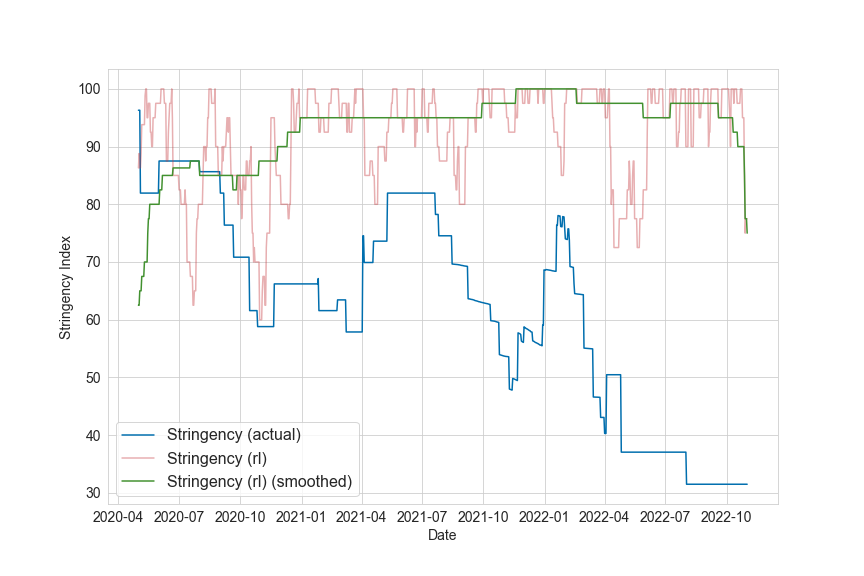 100
90
80
70
60
50
40
30
Stringency Index
Stringency (actual)
Stringency (rl)
Stringency (rl) (smoothed)
2020-04 2020-07 2020-10 2021-01 2021-04 2021-07 2021-10 2022-01 2022-04 2022-07 2022-10
Date